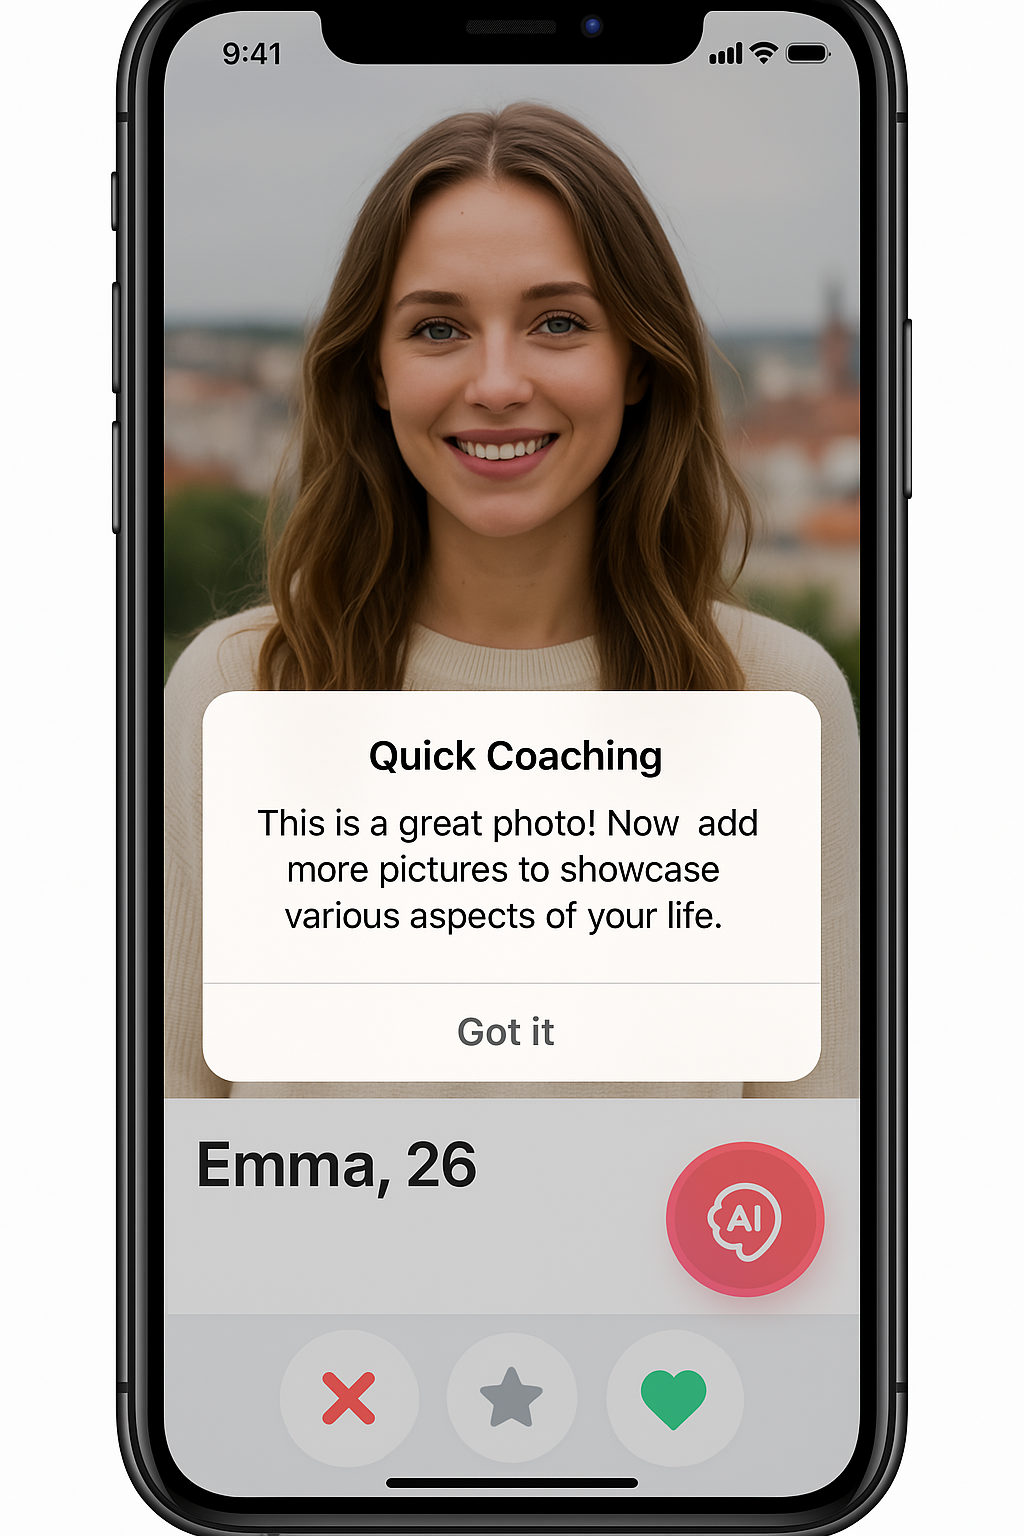 9:41
Quick Coaching
This is a great photo! Now  add
more pictures to showcase
various aspects of your life.
Got it
Emma, 26
AI